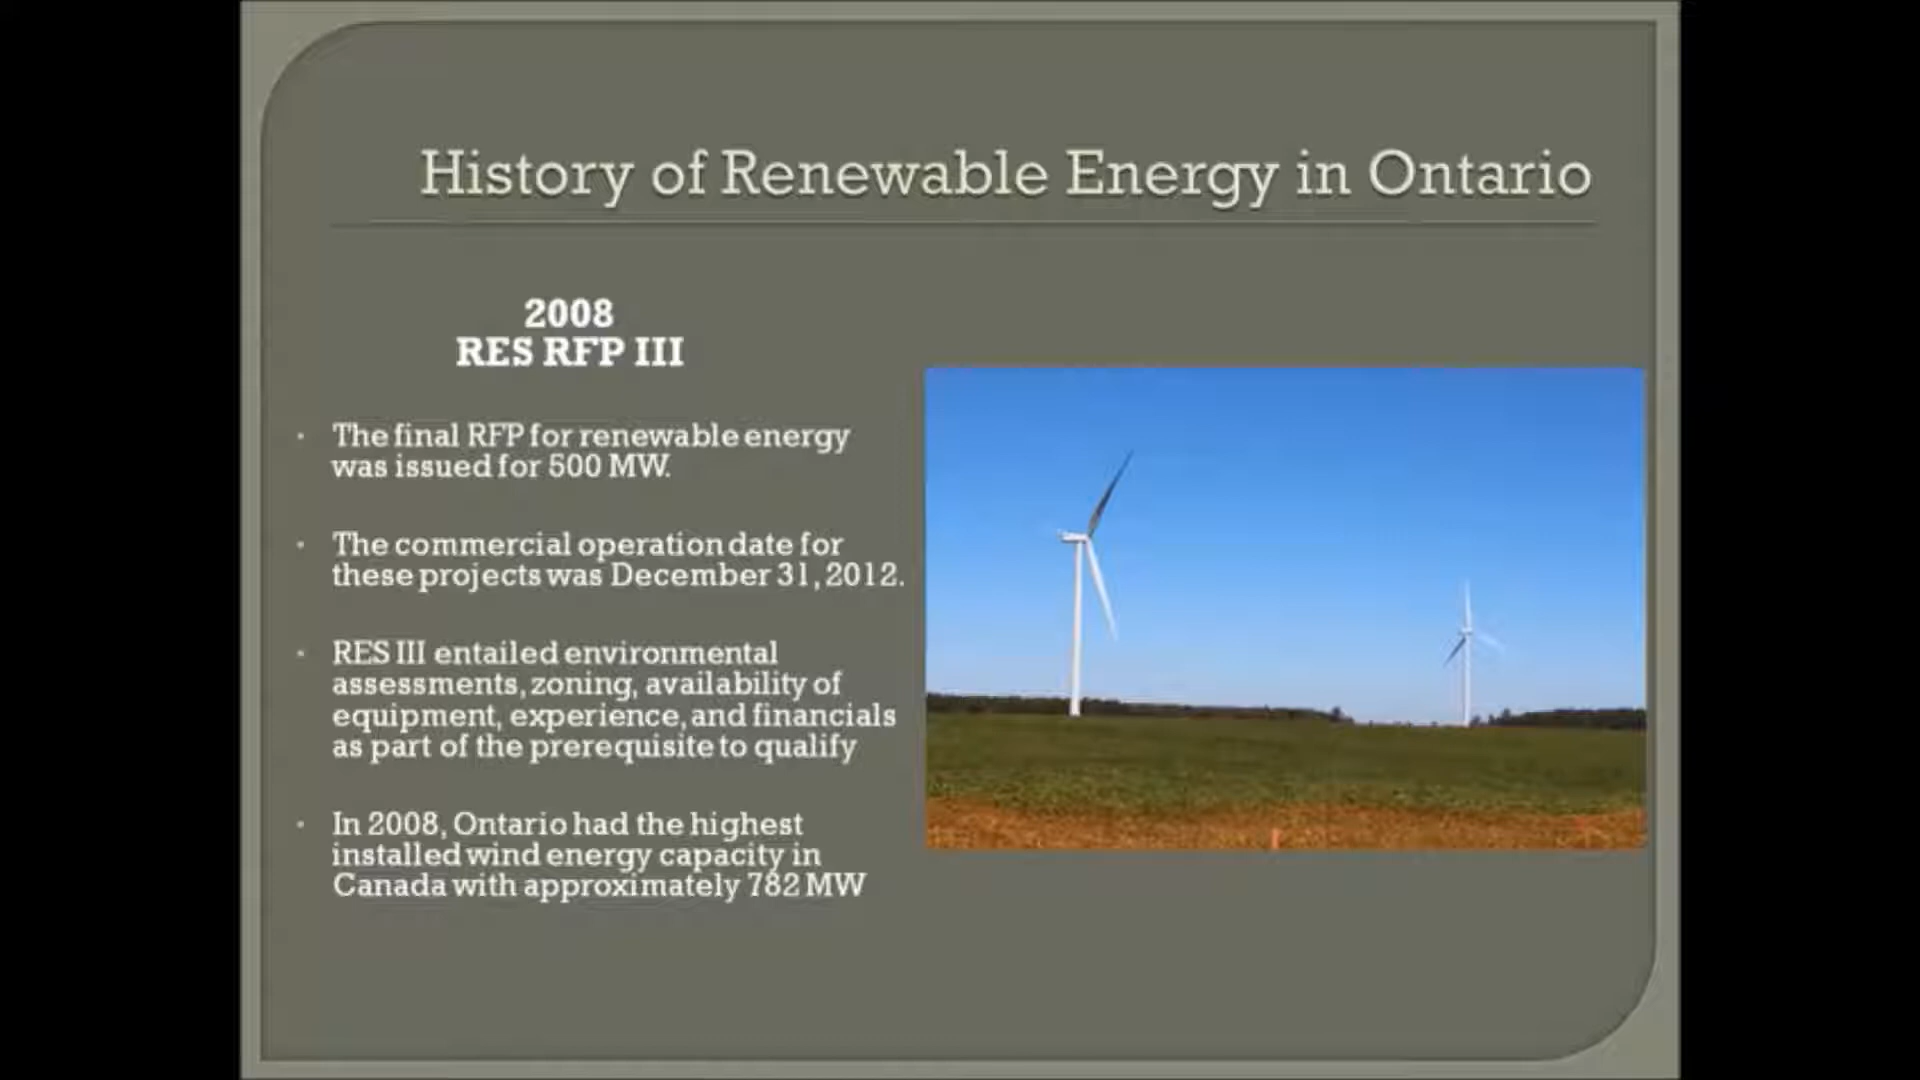 History of Renewable Energy in Ontario
2008
RES RFP III
• The final RFP for renewable energy
was issued for 500 MW.
• The commercial operation date for
these projects was December 31, 2012.
• RES III entailed environmental
assessments, zoning, availability of
equipment, experience, and financials
as part of the prerequisite to qualify
• In 2008, Ontario had the highest
installed wind energy capacity in
Canada with approximately 782 MW